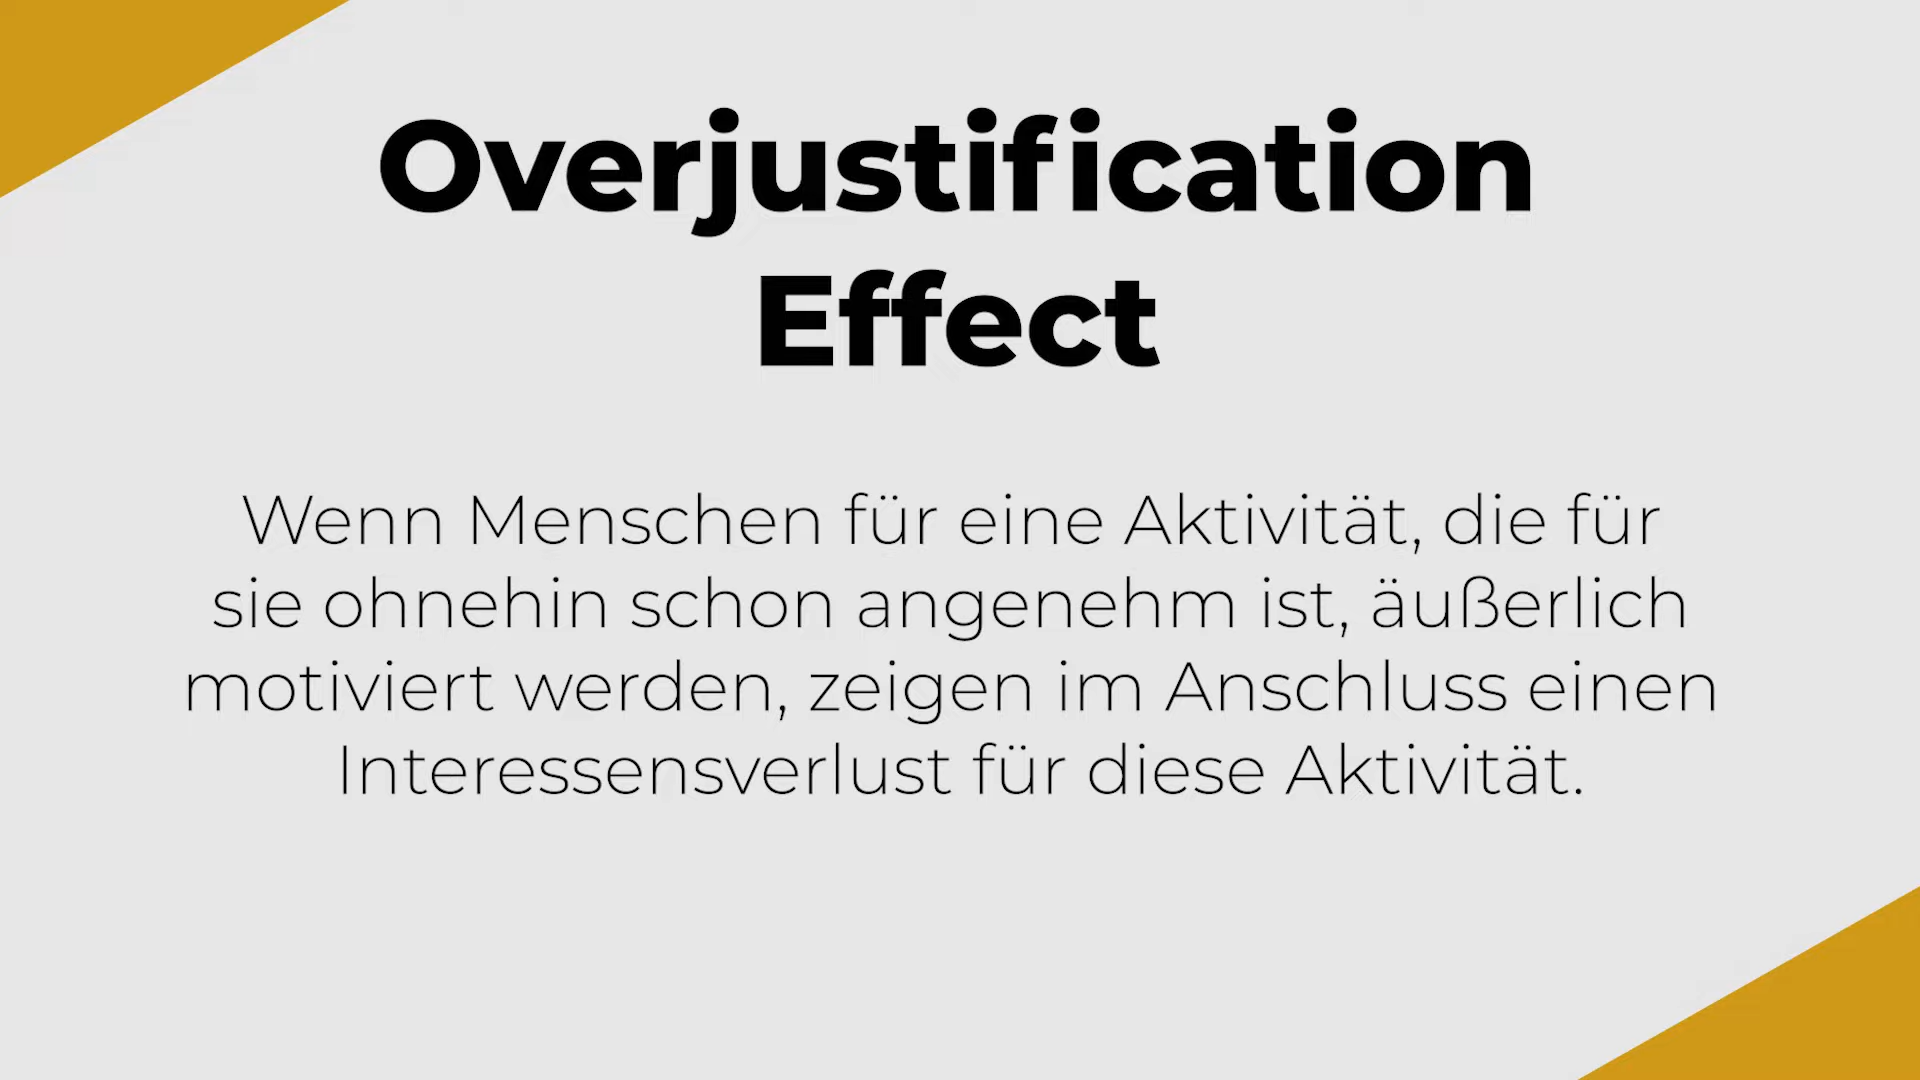 Overjustification
Effect
Wenn Menschen für eine Aktivität, die für
sie ohnehin schon angenehm ist, äußerlich
motiviert werden, zeigen im Anschluss einen
Interessensverlust für diese Aktivität.